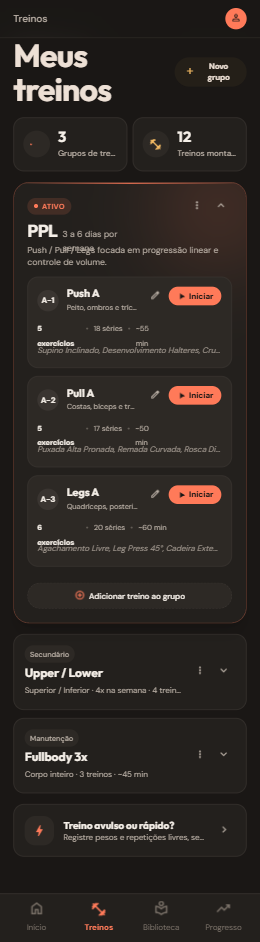 Treinos
Meus
treinos
+ Novo
grupo
3
Grupos de tre...
12
Treinos monta...
ATIVO
PPL 3 a 6 dias por
semana
Push / Pull / Legs focada em progressão linear e
controle de volume.
A-1
Push A
Peito, ombros e tríc...
Iniciar
5
exercícios
· 18 séries · ~55
min
Supino Inclinado, Desenvolvimento Halteres, Cru...
A-2
Pull A
Costas, bíceps e tr...
Iniciar
5
exercícios
· 17 séries · ~50
min
Puxada Alta Pronada, Remada Curvada, Rosca Di...
A-3
Legs A
Quadríceps, posteri...
Iniciar
6
exercícios
· 20 séries · ~60 min
Agachamento Livre, Leg Press 45°, Cadeira Exte...
Adicionar treino ao grupo
Secundário
Upper / Lower
Superior / Inferior · 4x na semana · 4 trein...
Manutenção
Fullbody 3x
Corpo inteiro · 3 treinos · ~45 min
Treino avulso ou rápido?
Registre pesos e repetições livres, se...
Início
Treinos
Biblioteca
Progresso